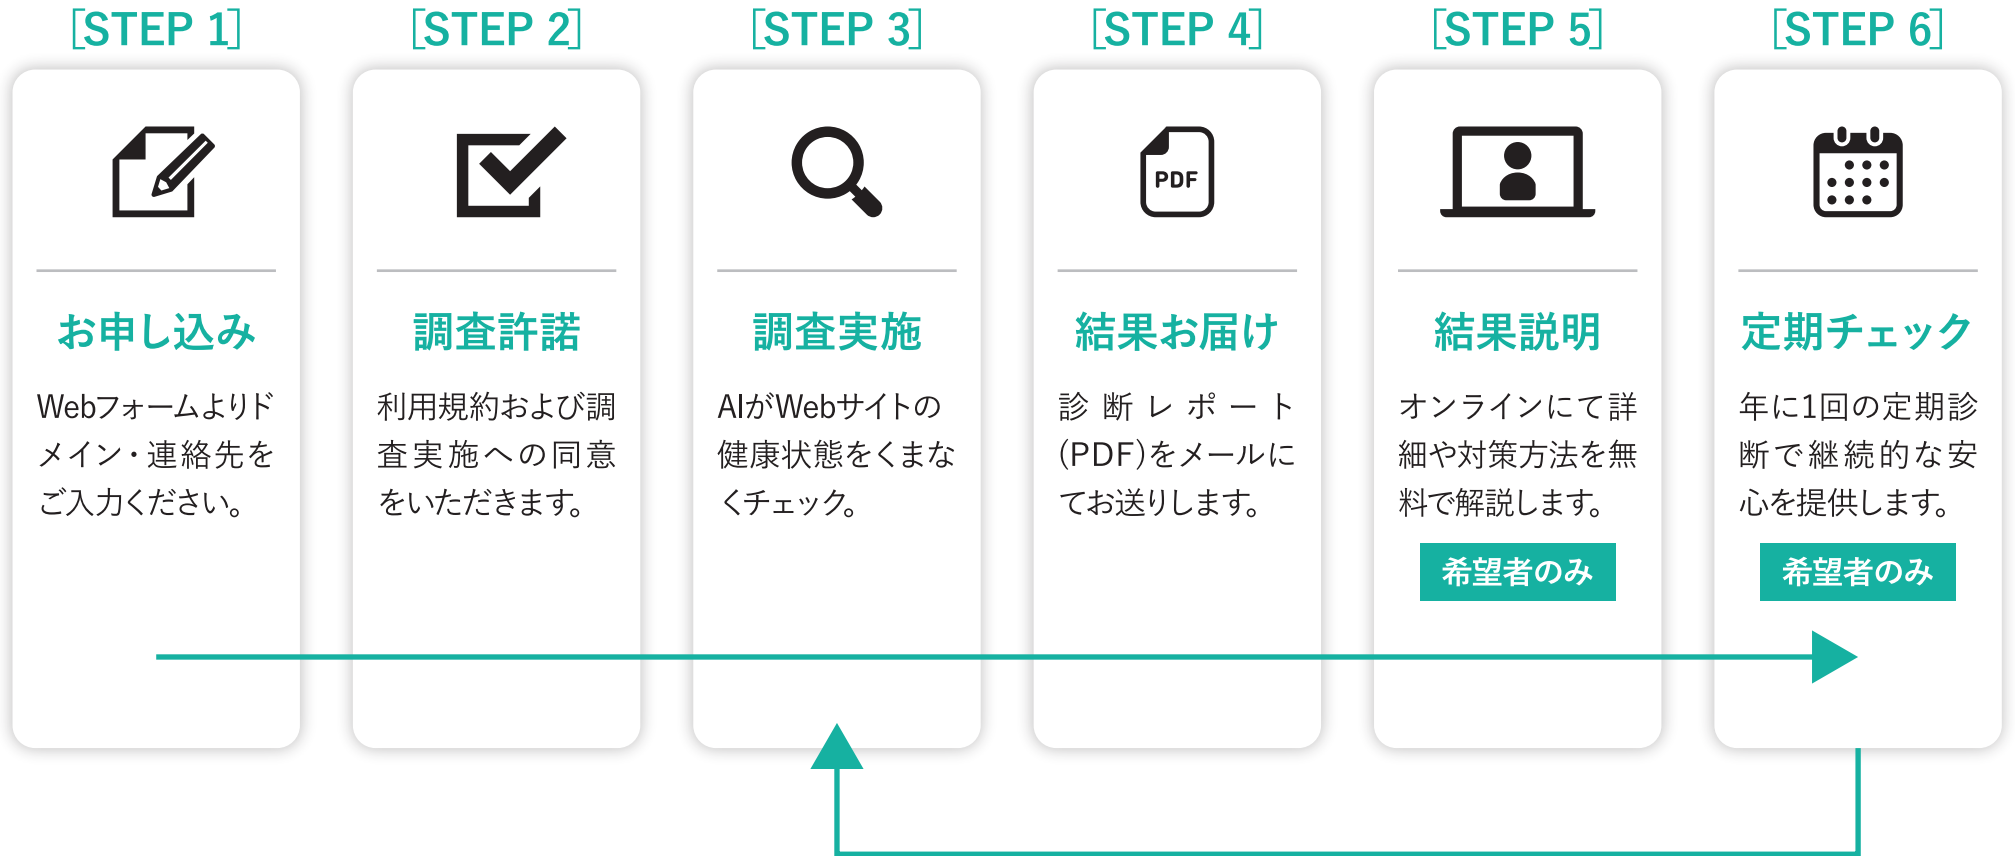 [STEP 1]
お申し込み
Webフォームよりド
メイン・連絡先を
ご入力ください。
[STEP 2]
調査許諾
利用規約および調
査実施への同意
をいただきます。
[STEP 3]
調査実施
AIがWebサイトの
健康状態をくまな
くチェック。
[STEP 4]
PDF
結果お届け
診断レポート
(PDF)をメールに
てお送りします。
[STEP 5]
結果説明
オンラインにて詳
細や対策方法を無
料で解説します。
希望者のみ
[STEP 6]
定期チェック
年に1回の定期診
断で継続的な安
心を提供します。
希望者のみ